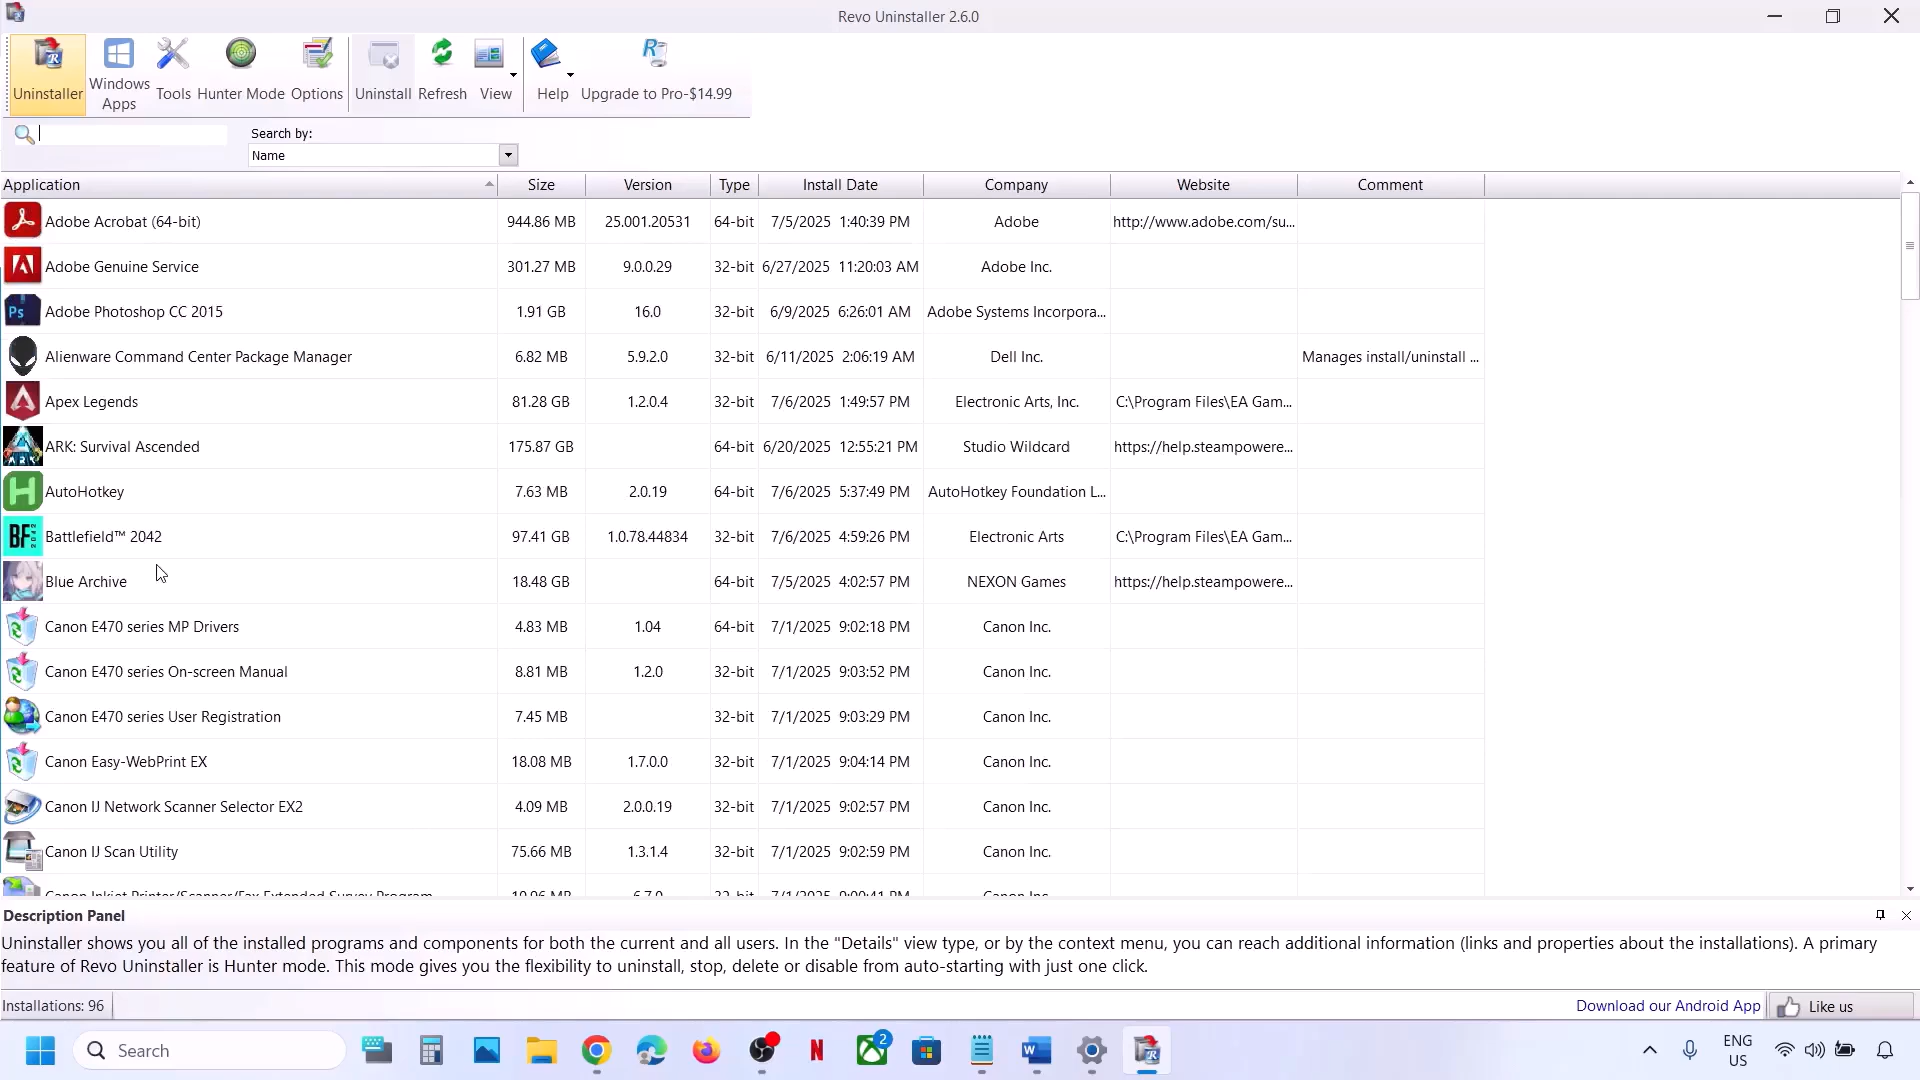 Revo Uninstaller 2.6.0
Uninstaller
Windows Apps
Tools
Hunter Mode
Options
Uninstall
Refresh
View
Help
Upgrade to Pro-$14.99
Search by:
Name
Application Size Version Type Install Date Company Website Comment
Adobe Acrobat (64-bit) 944.86 MB 25.001.20531 64-bit 7/5/2025 1:40:39 PM Adobe http://www.adobe.com/su...
Adobe Genuine Service 301.27 MB 9.0.0.29 32-bit 6/27/2025 11:20:03 AM Adobe Inc.
Ps Adobe Photoshop CC 2015 1.91 GB 16.0 32-bit 6/9/2025 6:26:01 AM Adobe Systems Incorpora...
Alienware Command Center Package Manager 6.82 MB 5.9.2.0 32-bit 6/11/2025 2:06:19 AM Dell Inc. Manages install/uninstall ...
Apex Legends 81.28 GB 1.2.0.4 32-bit 7/6/2025 1:49:57 PM Electronic Arts, Inc. C:\Program Files\EA Gam...
ARK ARK: Survival Ascended 175.87 GB 64-bit 6/20/2025 12:55:21 PM Studio Wildcard https://help.steampowere...
H AutoHotkey 7.63 MB 2.0.19 64-bit 7/6/2025 5:37:49 PM AutoHotkey Foundation L...
BF 2042 Battlefield™ 2042 97.41 GB 1.0.78.44834 32-bit 7/6/2025 4:59:26 PM Electronic Arts C:\Program Files\EA Gam...
Blue Archive 18.48 GB 64-bit 7/5/2025 4:02:57 PM NEXON Games https://help.steampowere...
Canon E470 series MP Drivers 4.83 MB 1.04 64-bit 7/1/2025 9:02:18 PM Canon Inc.
Canon E470 series On-screen Manual 8.81 MB 1.2.0 32-bit 7/1/2025 9:03:52 PM Canon Inc.
Canon E470 series User Registration 7.45 MB 32-bit 7/1/2025 9:03:29 PM Canon Inc.
Canon Easy-WebPrint EX 18.08 MB 1.7.0.0 32-bit 7/1/2025 9:04:14 PM Canon Inc.
Canon IJ Network Scanner Selector EX2 4.09 MB 2.0.0.19 32-bit 7/1/2025 9:02:57 PM Canon Inc.
Canon IJ Scan Utility 75.66 MB 1.3.1.4 32-bit 7/1/2025 9:02:59 PM Canon Inc.
Canon Inkjet Printer/Scanner/Fax Extended Survey Program
Description Panel
Uninstaller shows you all of the installed programs and components for both the current and all users. In the "Details" view type, or by the context menu, you can reach additional information (links and properties about the installations). A primary
feature of Revo Uninstaller is Hunter mode. This mode gives you the flexibility to uninstall, stop, delete or disable from auto-starting with just one click.
Installations: 96
Download our Android App
Like us
Search
2
ENG
US